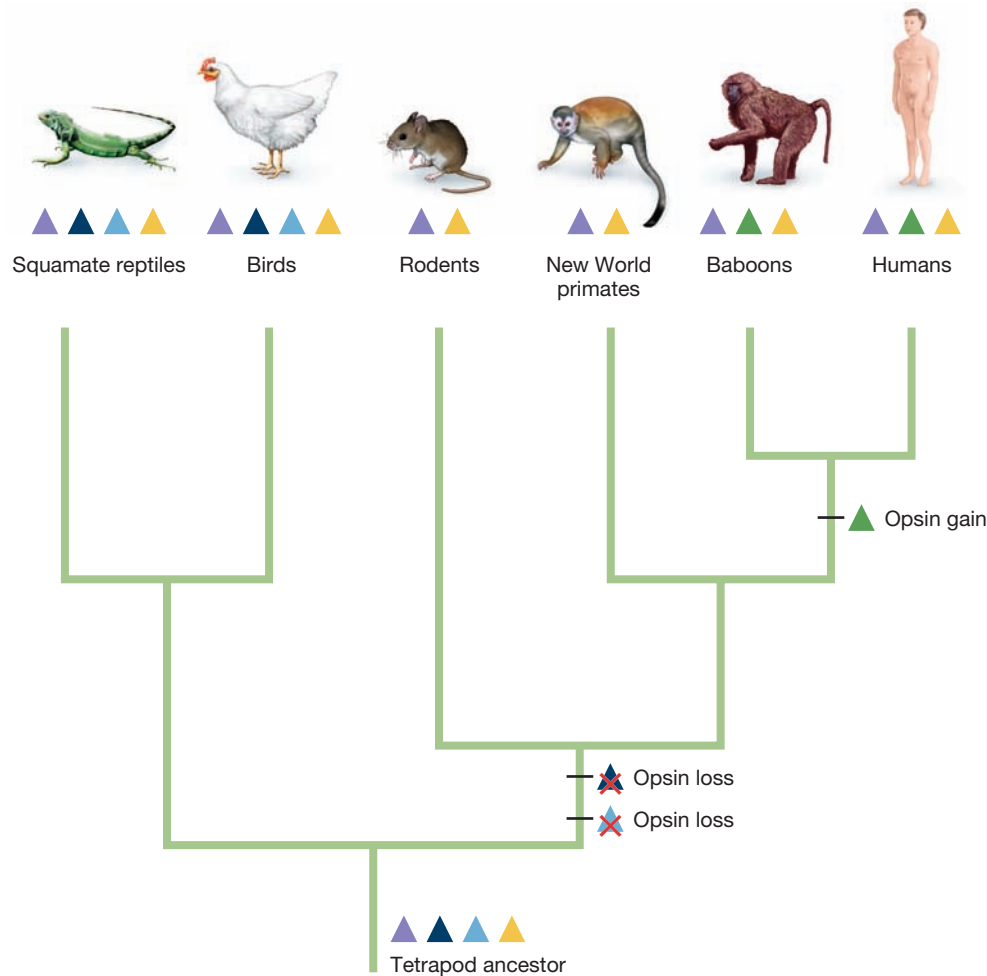 Squamate reptiles
Birds
Rodents
New World
primates
Baboons
Humans
Opsin gain
Opsin loss
Opsin loss
Tetrapod ancestor